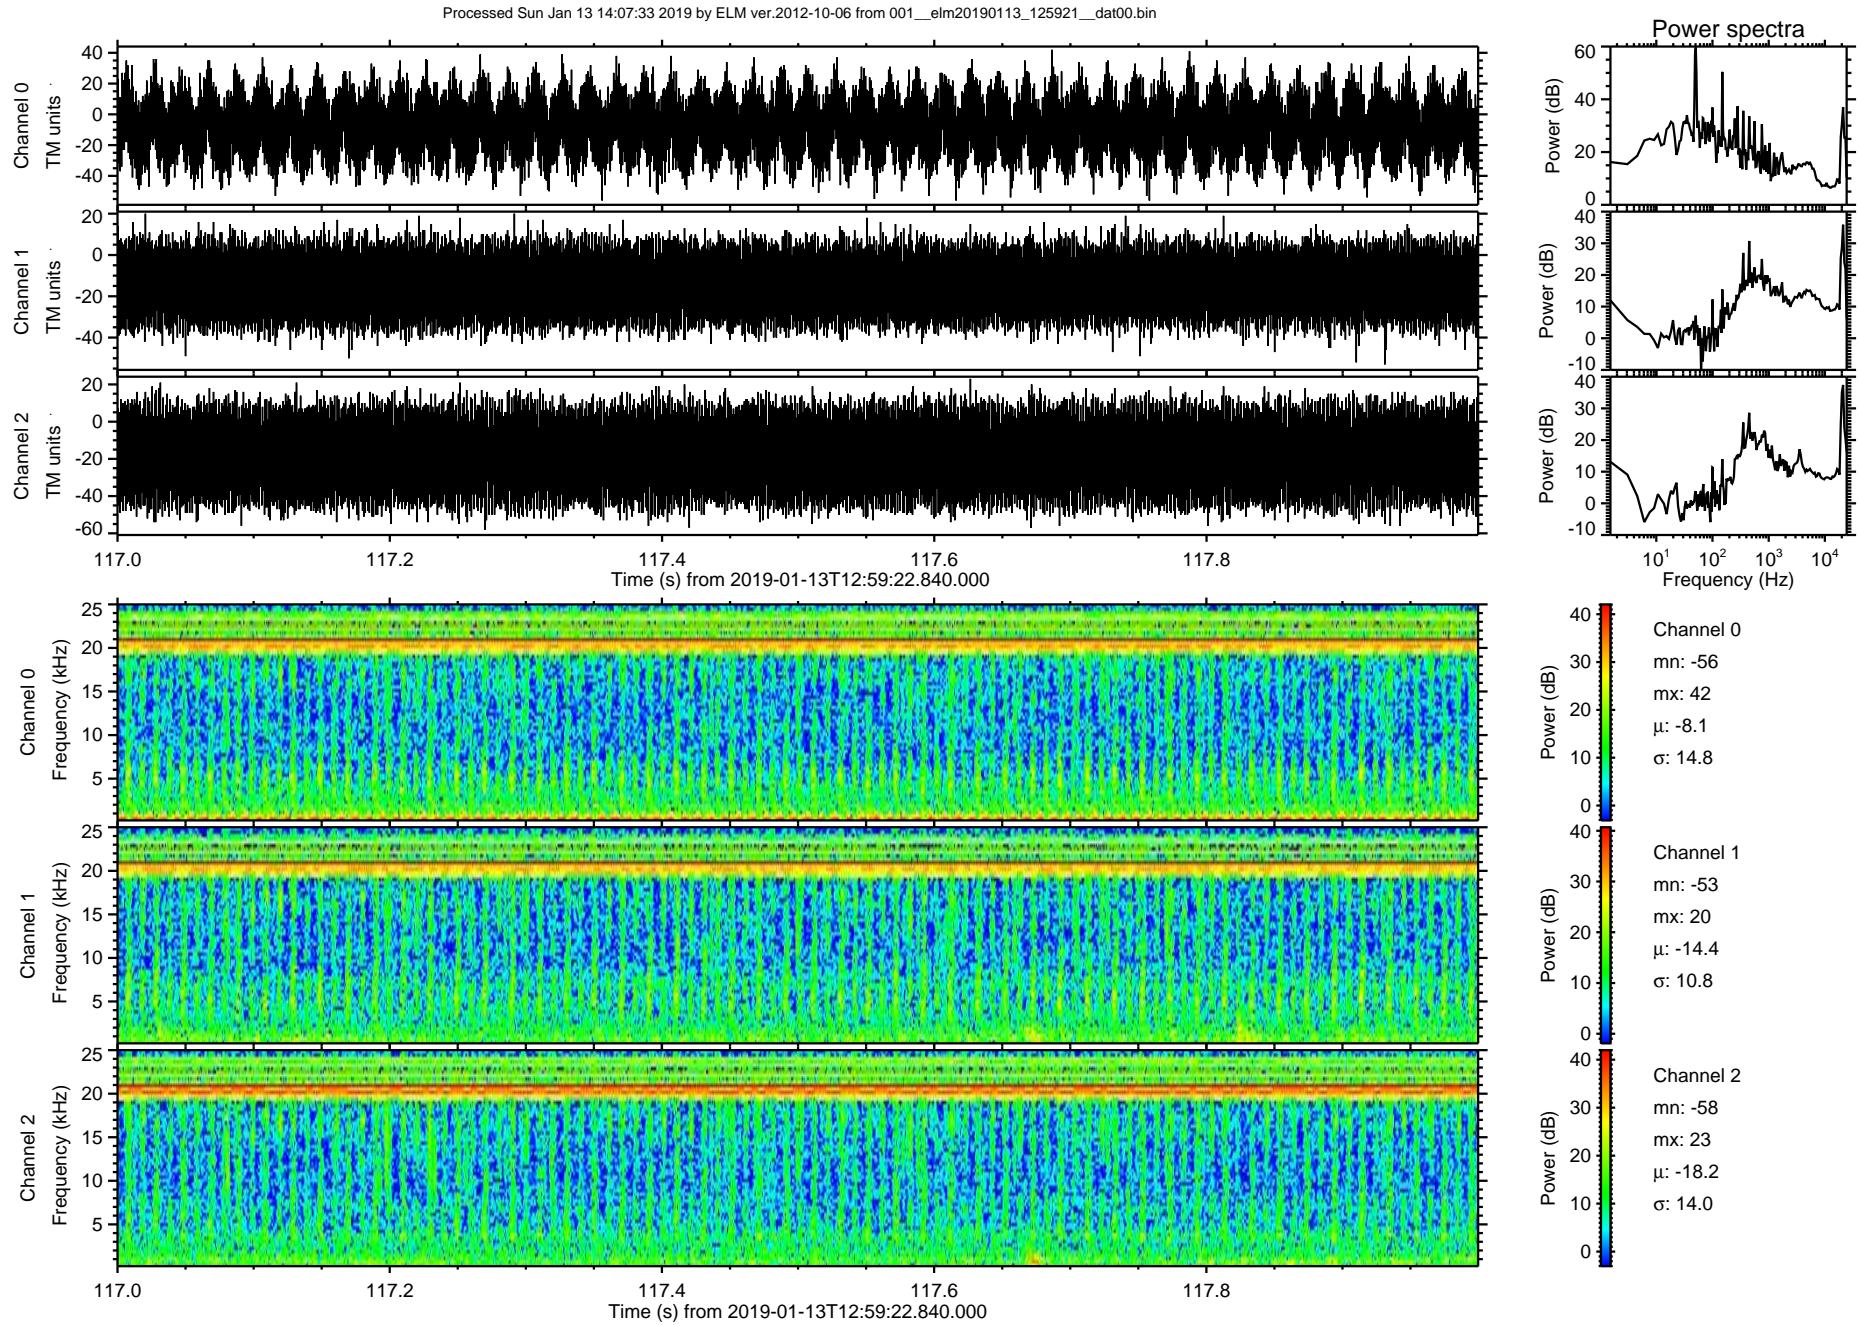 Processed Sun Jan 13 14:07:33 2019 by ELM ver.2012-10-06 from 001__elm20190113_125921__dat00.bin
Power spectra
Channel 0
TM units
40
20
0
-20
-40
Power (dB)
60
40
20
0
Channel 1
TM units
20
0
-20
-40
Power (dB)
40
30
20
10
0
-10
Channel 2
TM units
20
0
-20
-40
-60
Power (dB)
40
30
20
10
0
-10
117.0 117.2 117.4 117.6 117.8
Time (s) from 2019-01-13T12:59:22.840.000
10^1 10^2 10^3 10^4
Frequency (Hz)
Channel 0
Frequency (kHz)
25
20
15
10
5
Power (dB)
40
30
20
10
0
Channel 0
mn: -56
mx: 42
μ: -8.1
σ: 14.8
Channel 1
Frequency (kHz)
25
20
15
10
5
Power (dB)
40
30
20
10
0
Channel 1
mn: -53
mx: 20
μ: -14.4
σ: 10.8
Channel 2
Frequency (kHz)
25
20
15
10
5
Power (dB)
40
30
20
10
0
Channel 2
mn: -58
mx: 23
μ: -18.2
σ: 14.0
117.0 117.2 117.4 117.6 117.8
Time (s) from 2019-01-13T12:59:22.840.000